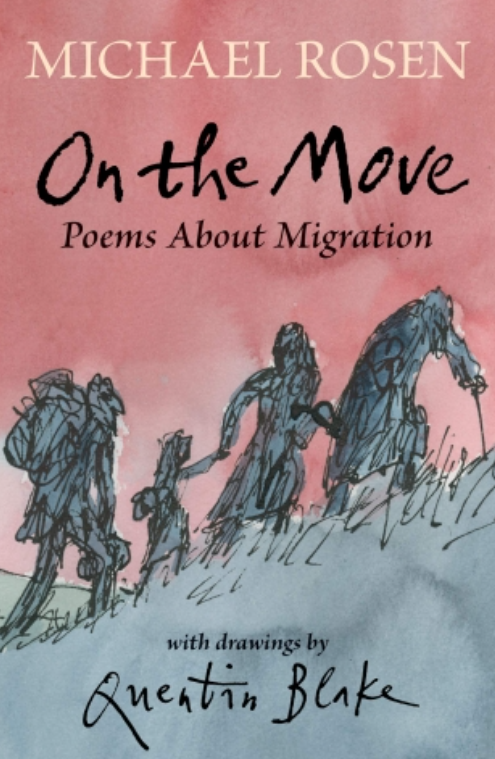 MICHAEL ROSEN
On the Move
Poems About Migration
with drawings by
Quentin Blake